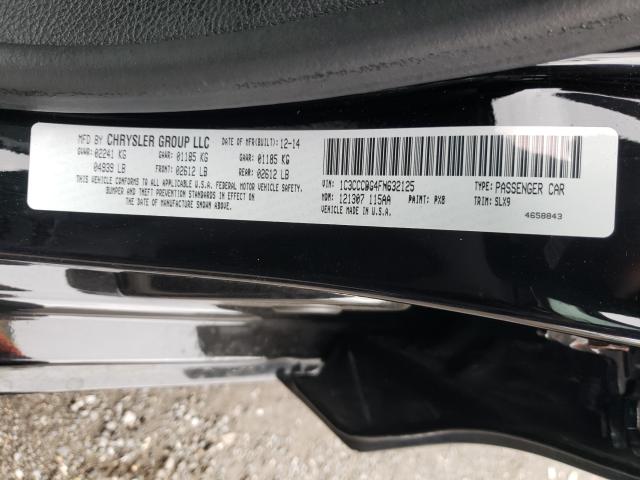 MFD BY CHRYSLER GROUP LLC DATE OF MFR(BUILT): 12-14
GVWR: 02241 KG GAWR: 01185 KG GAWR: 01185 KG
04939 LB FRONT: 02612 LB REAR: 02612 LB
THIS VEHICLE CONFORMS TO ALL APPLICABLE U.S.A. FEDERAL MOTOR VEHICLE SAFETY,
BUMPER AND THEFT PREVENTION STANDARDS IN EFFECT ON
THE DATE OF MANUFACTURE SHOWN ABOVE.
VIN: 1C3CCCBG4FN632125 TYPE: PASSENGER CAR
MDH: 121307 115AA PAINT: PX8 TRIM: SLX9
VEHICLE MADE IN U.S.A. 4658843